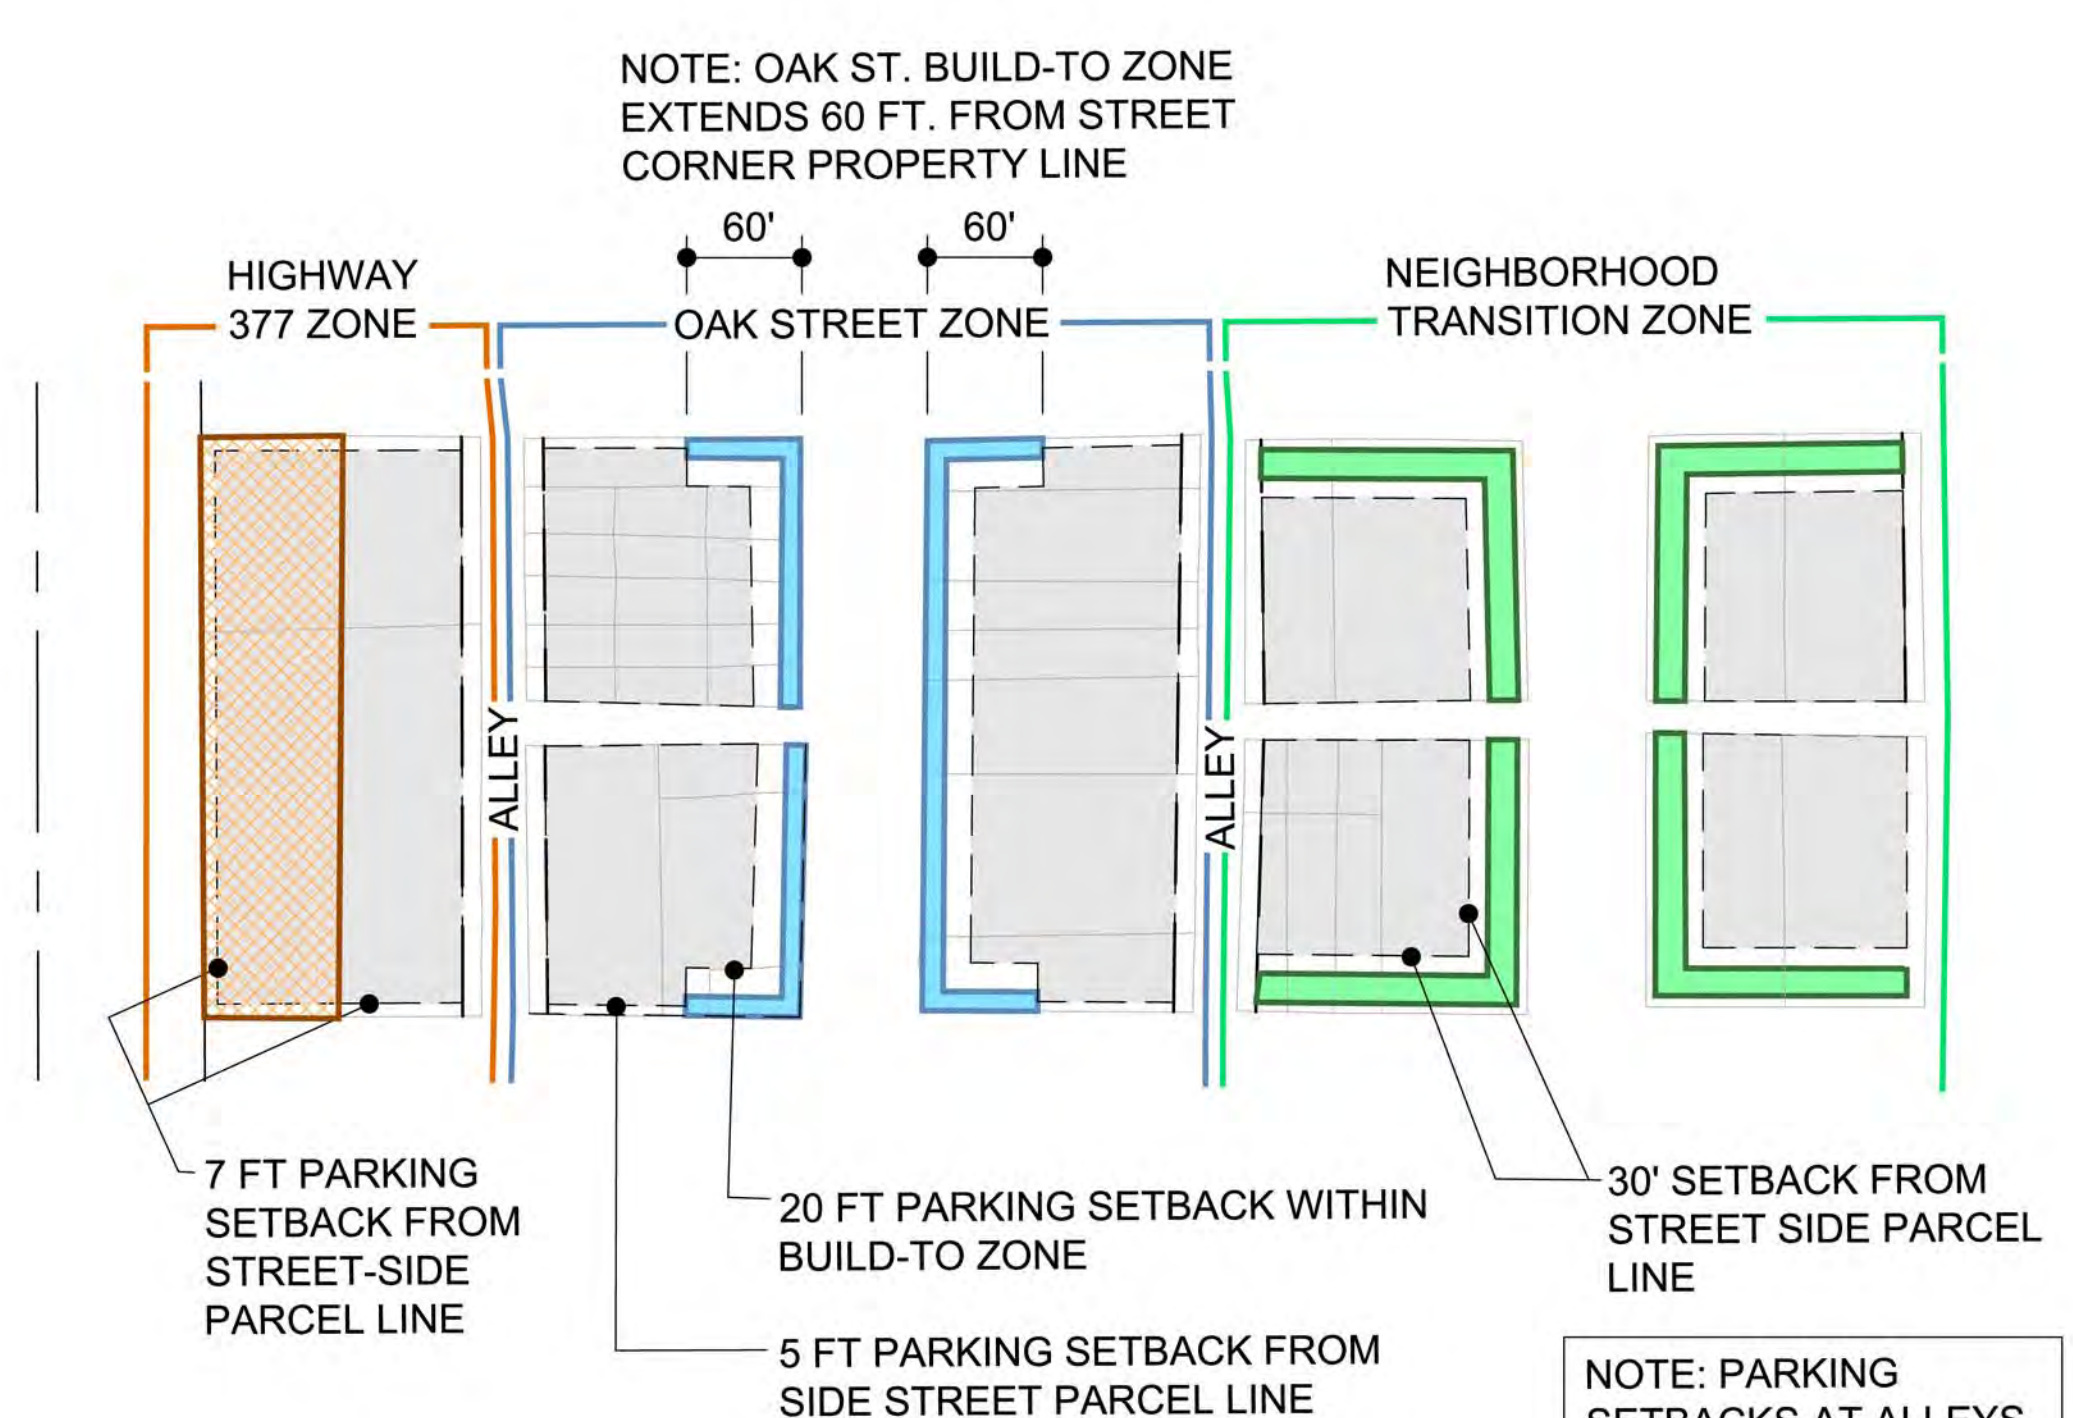 NOTE: OAK ST. BUILD-TO ZONE
EXTENDS 60 FT. FROM STREET
CORNER PROPERTY LINE
60'
60'
HIGHWAY
377 ZONE
OAK STREET ZONE
NEIGHBORHOOD
TRANSITION ZONE
ALLEY
ALLEY
7 FT PARKING
SETBACK FROM
STREET-SIDE
PARCEL LINE
20 FT PARKING SETBACK WITHIN
BUILD-TO ZONE
5 FT PARKING SETBACK FROM
SIDE STREET PARCEL LINE
30' SETBACK FROM
STREET SIDE PARCEL
LINE
NOTE: PARKING
SETBACKS AT ALLEYS